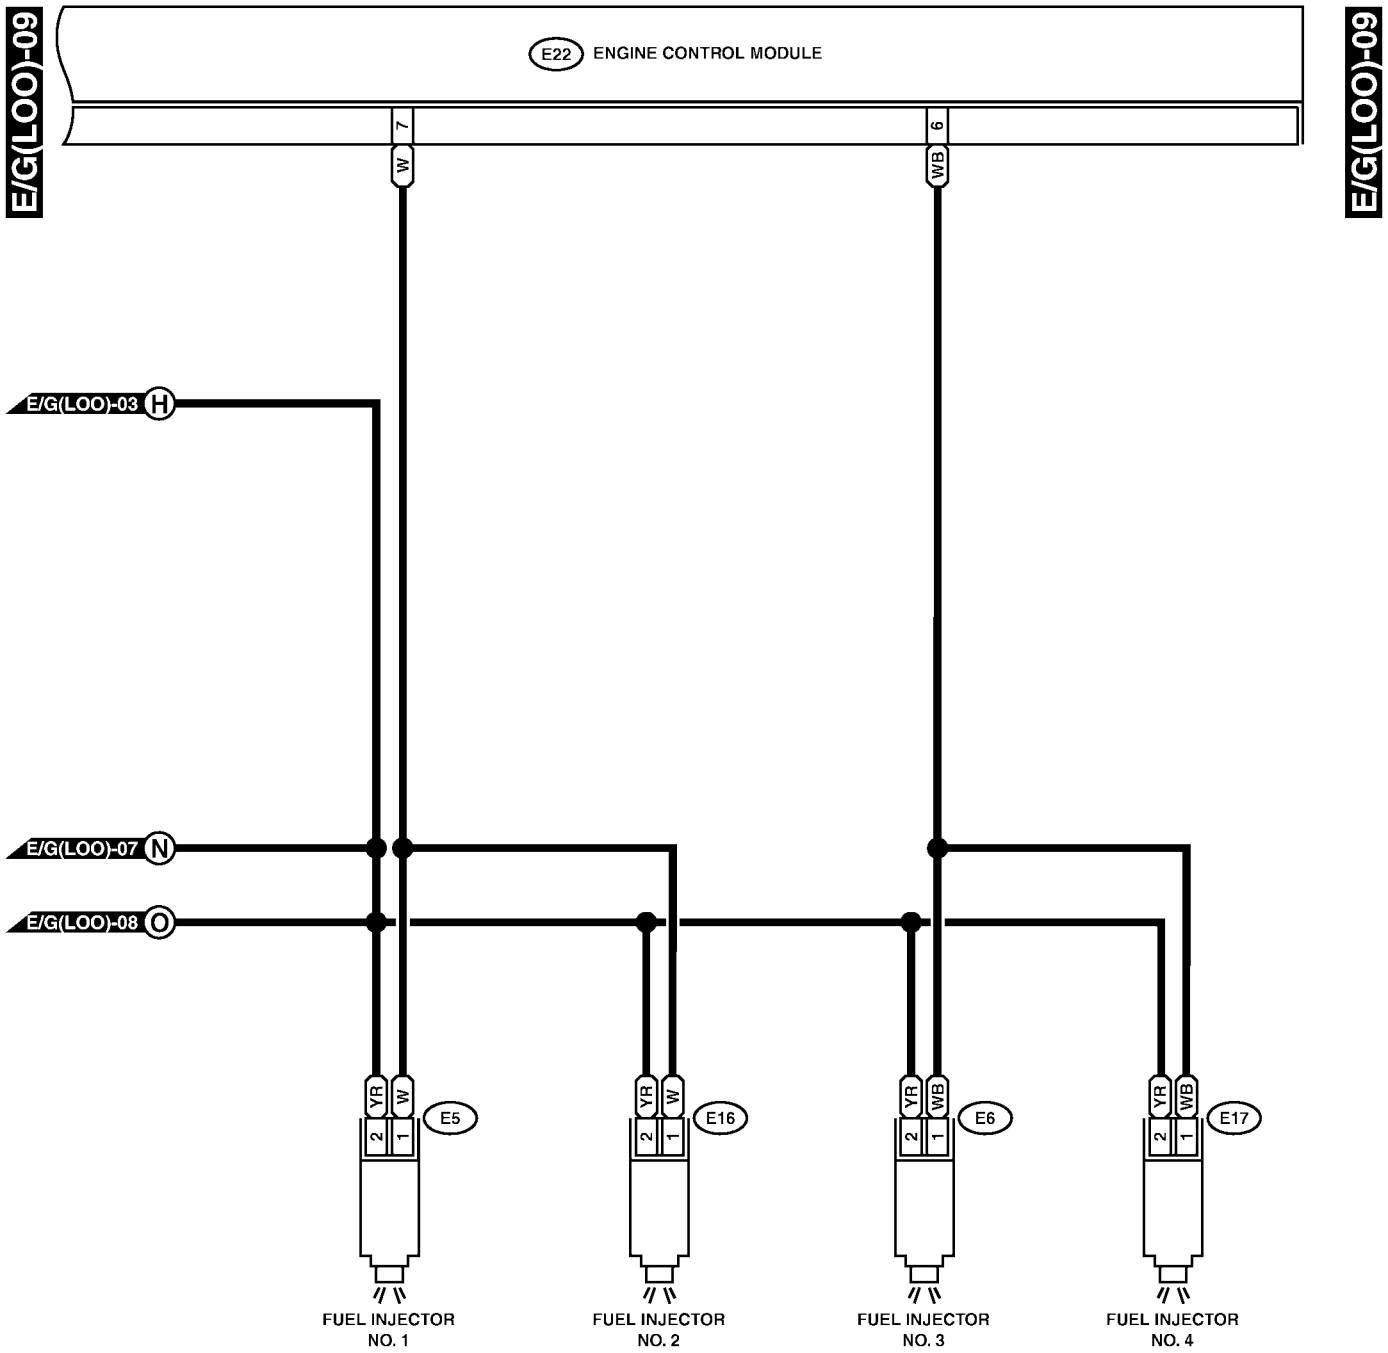 E/G(LOO)-09
E/G(LOO)-09
E22 ENGINE CONTROL MODULE
7
6
W
WB
E/G(LOO)-03 H
E/G(LOO)-07 N
E/G(LOO)-08 O
YR W
YR W
YR WB
YR WB
E5
E16
E6
E17
2 1
2 1
2 1
2 1
FUEL INJECTOR
NO. 1
FUEL INJECTOR
NO. 2
FUEL INJECTOR
NO. 3
FUEL INJECTOR
NO. 4